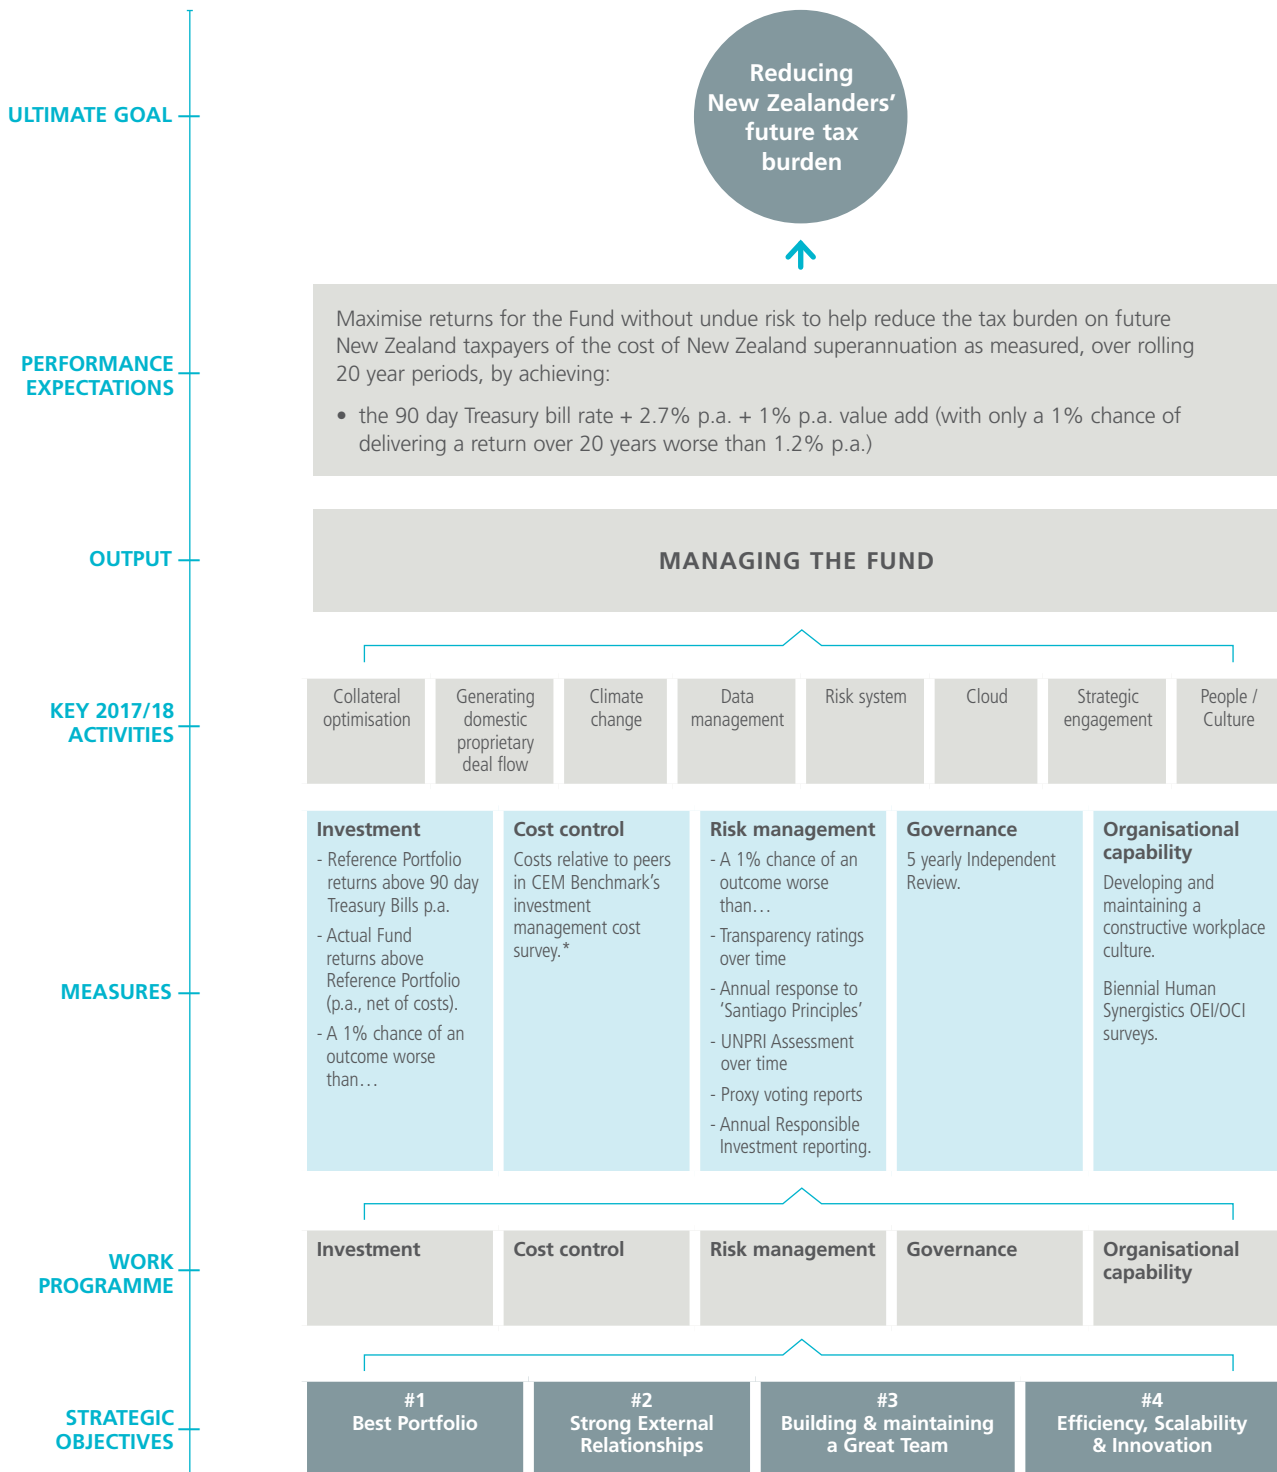 ULTIMATE GOAL
Reducing
New Zealanders’
future tax
burden
PERFORMANCE
EXPECTATIONS
Maximise returns for the Fund without undue risk to help reduce the tax burden on future
New Zealand taxpayers of the cost of New Zealand superannuation as measured, over rolling
20 year periods, by achieving:
• the 90 day Treasury bill rate + 2.7% p.a. + 1% p.a. value add (with only a 1% chance of
delivering a return over 20 years worse than 1.2% p.a.)
OUTPUT
MANAGING THE FUND
KEY 2017/18
ACTIVITIES
Collateral
optimisation
Generating
domestic
proprietary
deal flow
Climate
change
Data
management
Risk system
Cloud
Strategic
engagement
People /
Culture
MEASURES
Investment
- Reference Portfolio
returns above 90 day
Treasury Bills p.a.
- Actual Fund
returns above
Reference Portfolio
(p.a., net of costs).
- A 1% chance of an
outcome worse
than…
Cost control
Costs relative to peers
in CEM Benchmark’s
investment
management cost
survey.*
Risk management
- A 1% chance of an
outcome worse
than…
- Transparency ratings
over time
- Annual response to
‘Santiago Principles’
- UNPRI Assessment
over time
- Proxy voting reports
- Annual Responsible
Investment reporting.
Governance
5 yearly Independent
Review.
Organisational
capability
Developing and
maintaining a
constructive workplace
culture.
Biennial Human
Synergistics OEI/OCI
surveys.
WORK
PROGRAMME
Investment
Cost control
Risk management
Governance
Organisational
capability
STRATEGIC
OBJECTIVES
#1
Best Portfolio
#2
Strong External
Relationships
#3
Building & maintaining
a Great Team
#4
Efficiency, Scalability
& Innovation